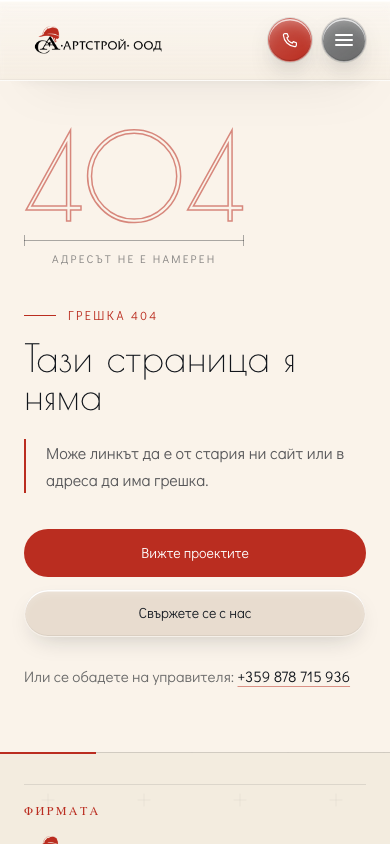 А·АРТСТРОЙ· ООД
404
АДРЕСЪТ НЕ Е НАМЕРЕН
ГРЕШКА 404
Тази страница я
няма
Може линкът да е от стария ни сайт или в
адреса да има грешка.
Вижте проектите
Свържете се с нас
Или се обадете на управителя: +359 878 715 936
ФИРМАТА